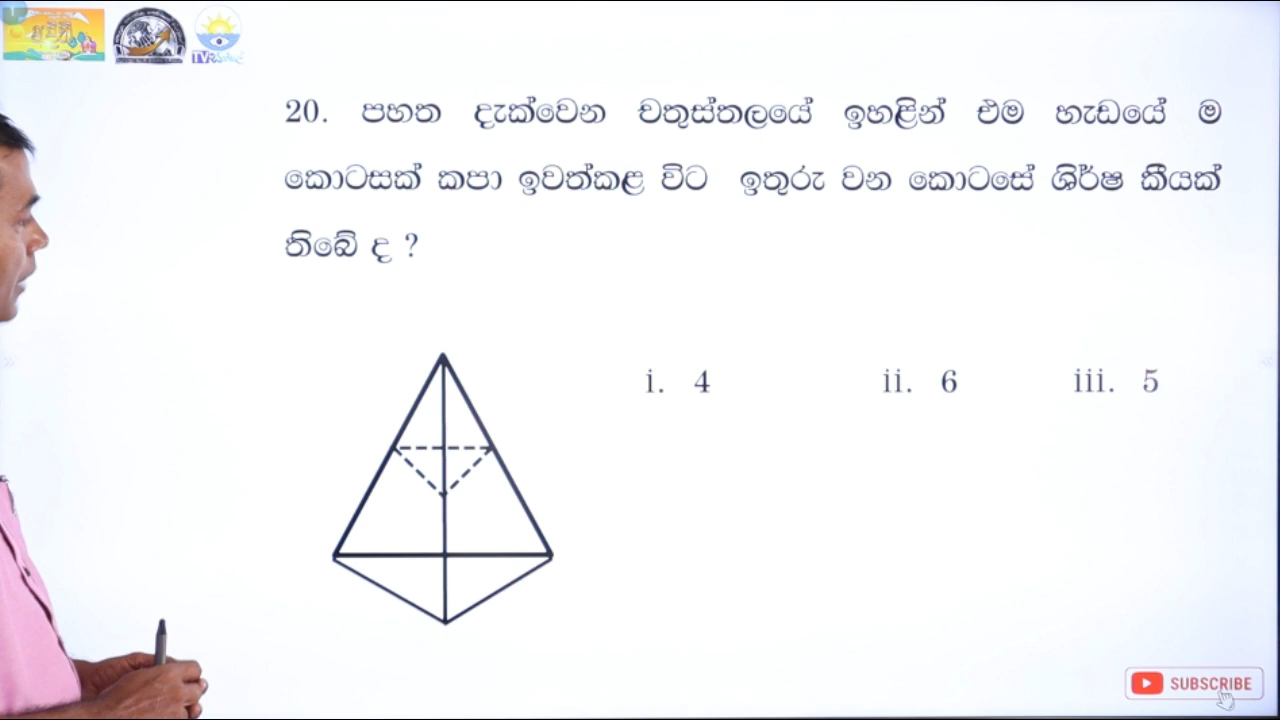 20. පහත දැක්වෙන චතුස්තලයේ ඉහළින් එම හැඩයේ ම
කොටසක් කපා ඉවත්කළ විට ඉතුරු වන කොටසේ ශිර්ෂ කීයක්
තිබේ ද ?
i. 4 ii. 6 iii. 5
SUBSCRIBE